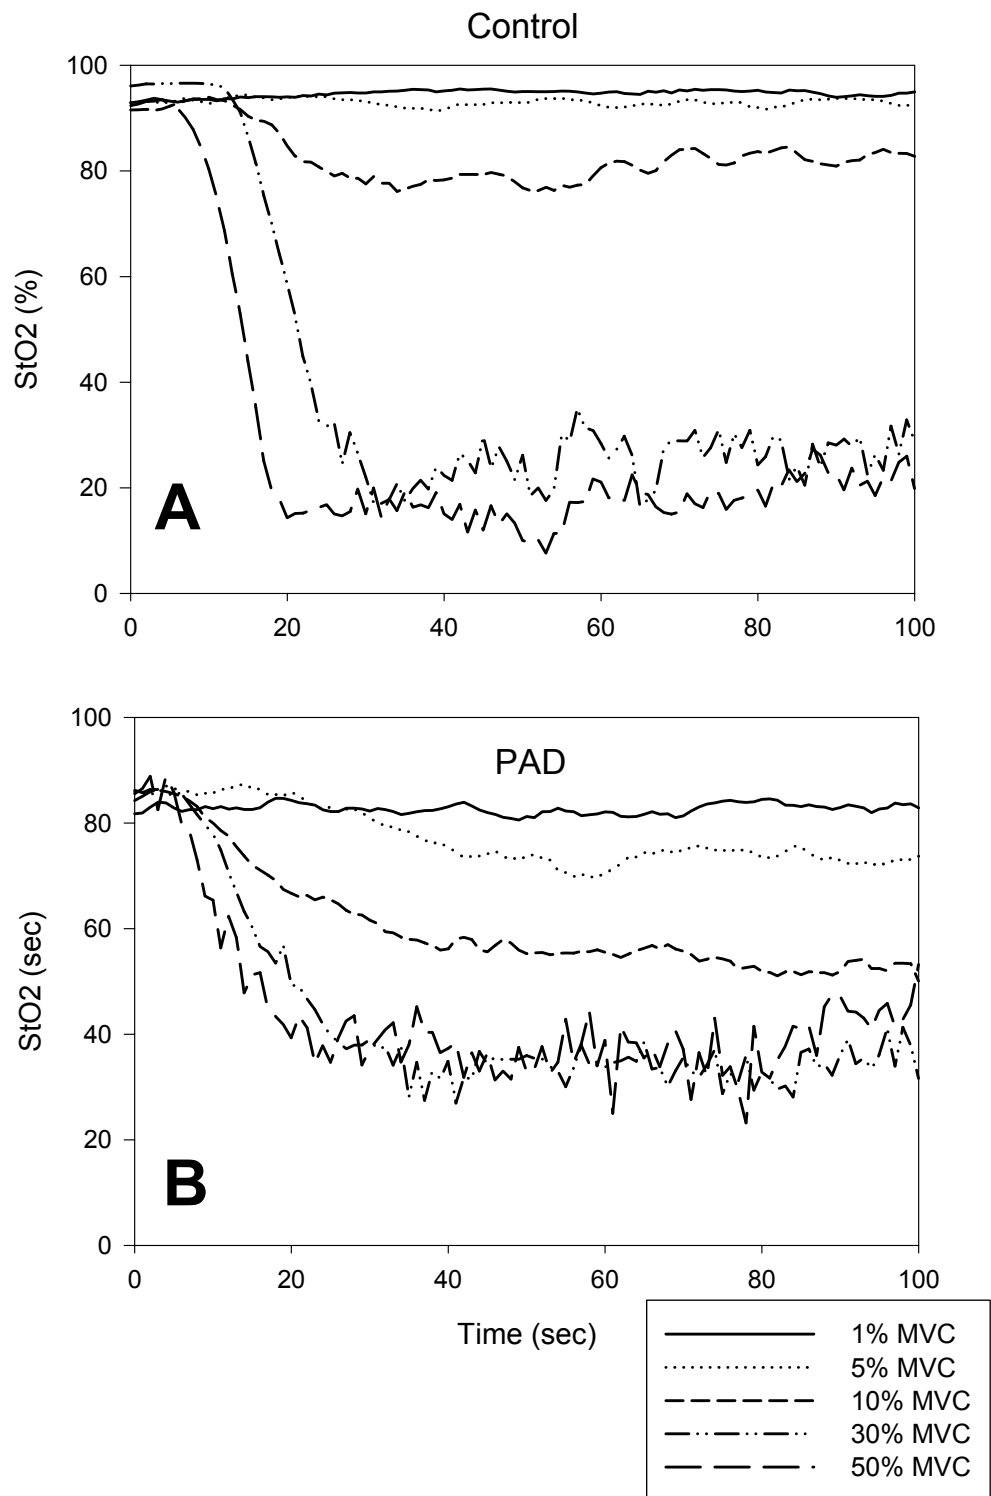 Control
100
80
60
40
20
0
StO2 (%)
A
0 20 40 60 80 100
PAD
100
80
60
40
20
0
StO2 (sec)
B
0 20 40 60 80 100
Time (sec)
1% MVC
5% MVC
10% MVC
30% MVC
50% MVC